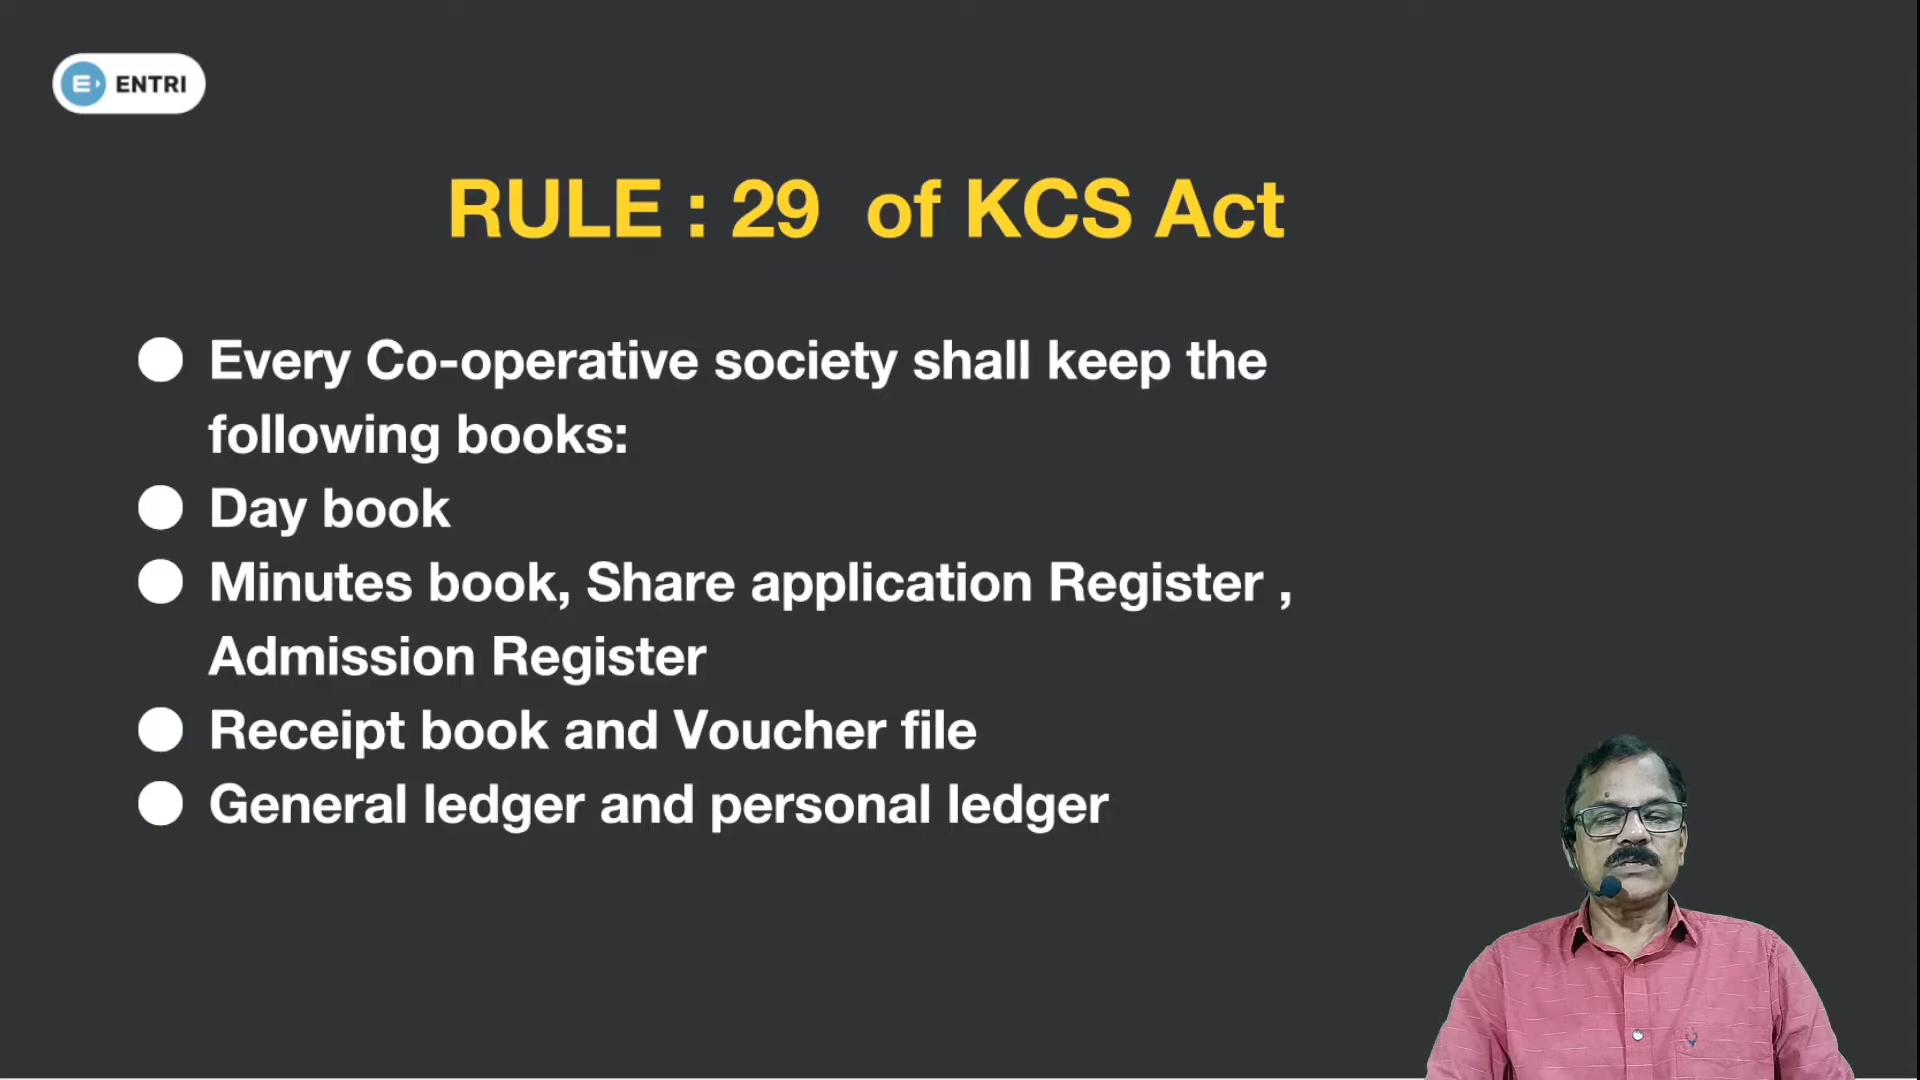 ENTRI
RULE : 29 of KCS Act
Every Co-operative society shall keep the
following books:
Day book
Minutes book, Share application Register ,
Admission Register
Receipt book and Voucher file
General ledger and personal ledger